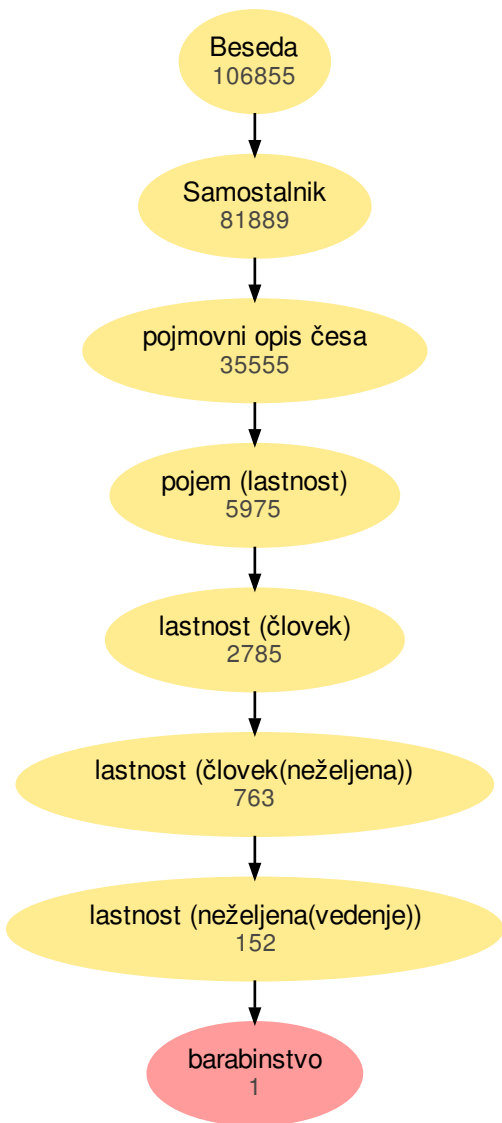 Beseda
106855
Samostalnik
81889
pojmovni opis česa
35555
pojem (lastnost)
5975
lastnost (človek)
2785
lastnost (človek(neželjena))
763
lastnost (neželjena(vedenje))
152
barabinstvo
1